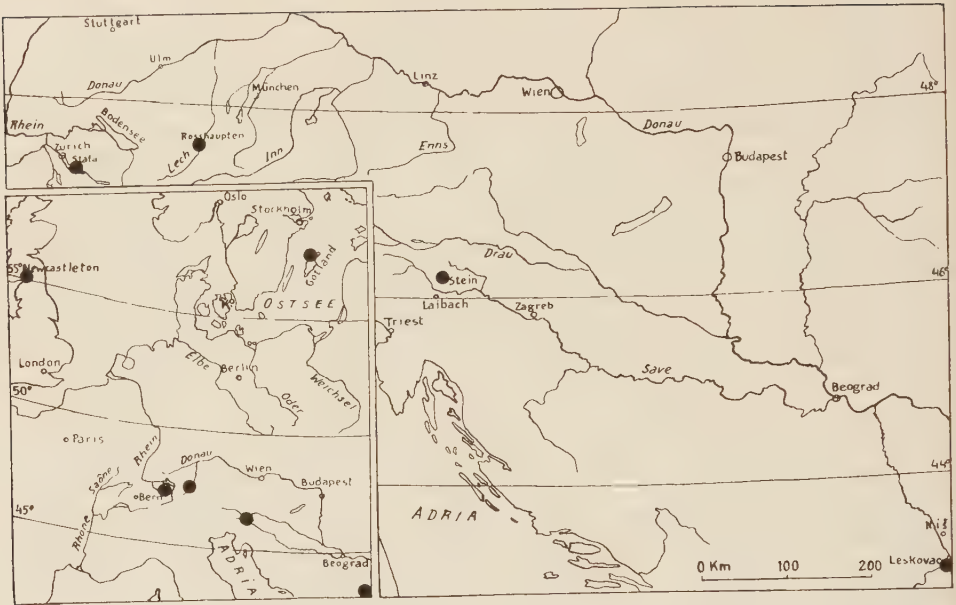 Stuttgart
Ulm
Donau
München
Linz
Wien
48°
Rhein
Bodensee
Zürich
Stäfa
Rosshaupten
Lech
Inn
Enns
Donau
Budapest
Oslo
Stockholm
Gotland
55°
Newcastleton
K
OSTSEE
London
Elbe
Berlin
Oder
Weichsel
50°
Paris
Rhein
Donau
Wien
Saône
Bern
Budapest
45°
Rhône
ADRIA
Beograd
Drau
46°
Stein
Laibach
Zagreb
Triest
Save
Beograd
44°
ADRIA
Niš
Leskovac
0 Km 100 200